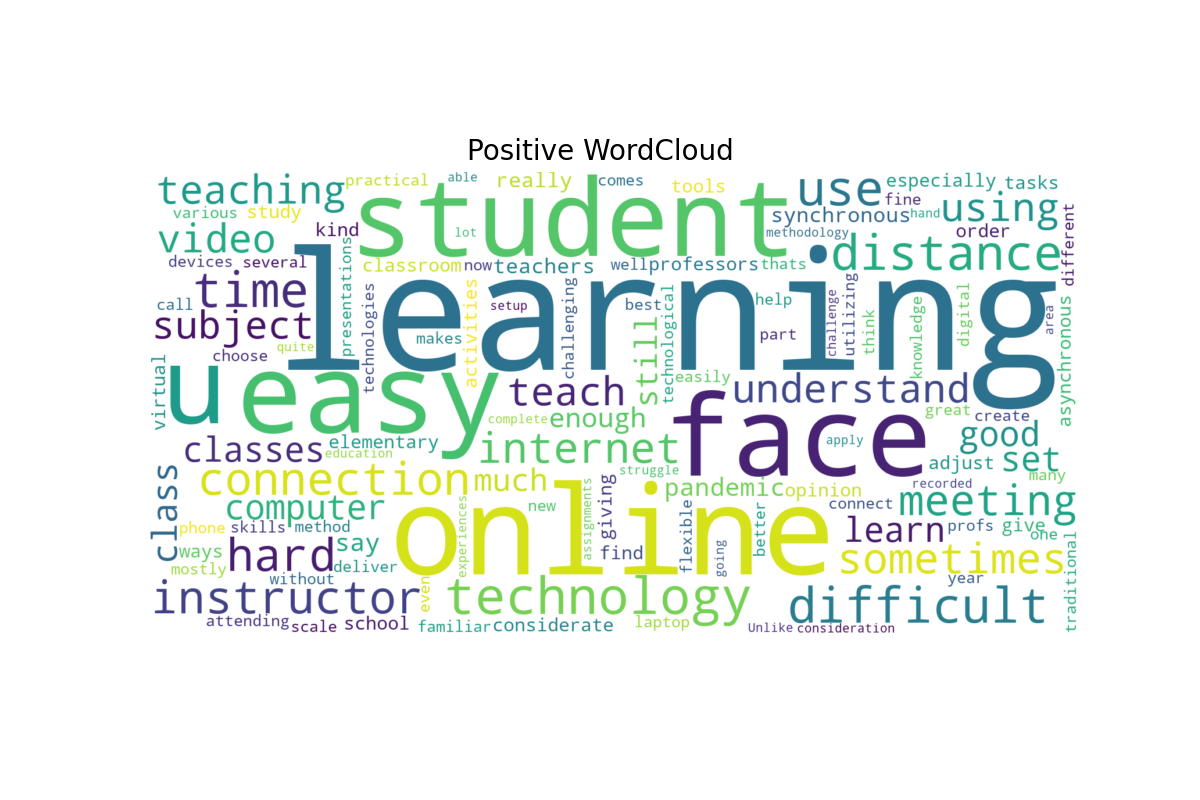 Positive WordCloud
teaching practical able really comes tools use especially tasks
various study student fine synchronous hand using different
kind lot methodology order
video distance
devices several presentations classroom now teachers well professors thats
call time learning technologies activities setup challenging best technological help challenge utilizing think knowledge digital area asynchronous
subject makes still part
choose quite
virtual u easy teach easily understand
complete enough great create
classes elementary internet face apply good
education struggle adjust set
class connection much pandemic opinion recorded many
computer online new assignments giving flexible better connect meeting
phone skills method experiences going learn profs give one
ways hard say find sometimes traditional
mostly deliver
without even year
instructor technology difficult
attending scale school familiar considerate laptop Unlike consideration